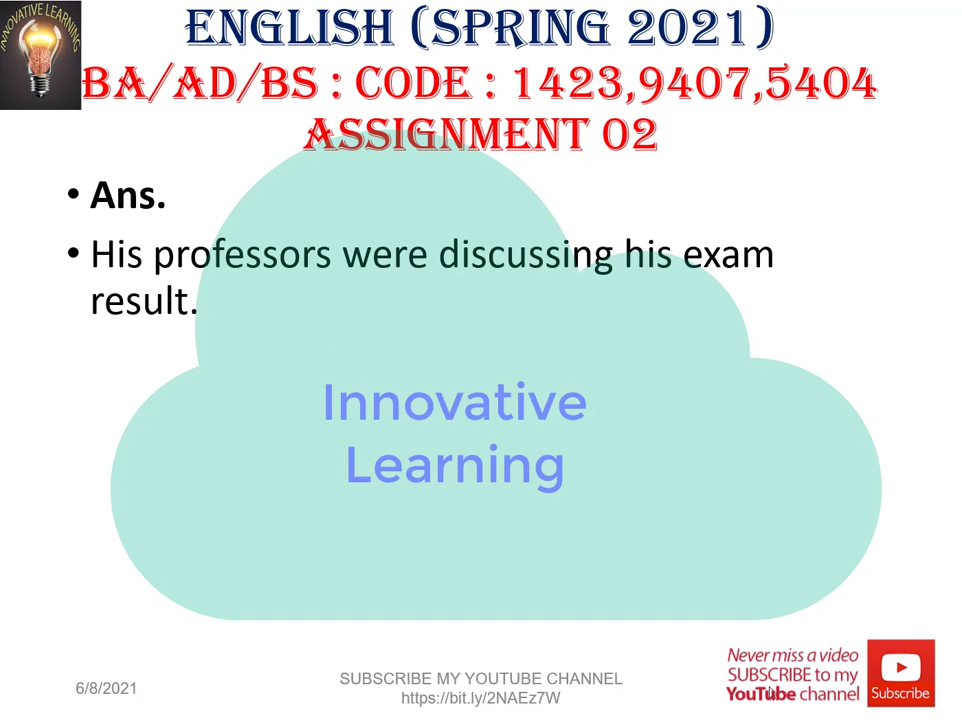 INNOVATIVE LEARNING
ENGLISH (SPRING 2021)
BA/AD/BS : CODE : 1423,9407,5404
ASSIGNMENT 02
• Ans.
• His professors were discussing his exam
result.
Innovative
Learning
6/8/2021
SUBSCRIBE MY YOUTUBE CHANNEL
https://bit.ly/2NAEz7W
Never miss a video
SUBSCRIBE to my
YouTube channel
Subscribe